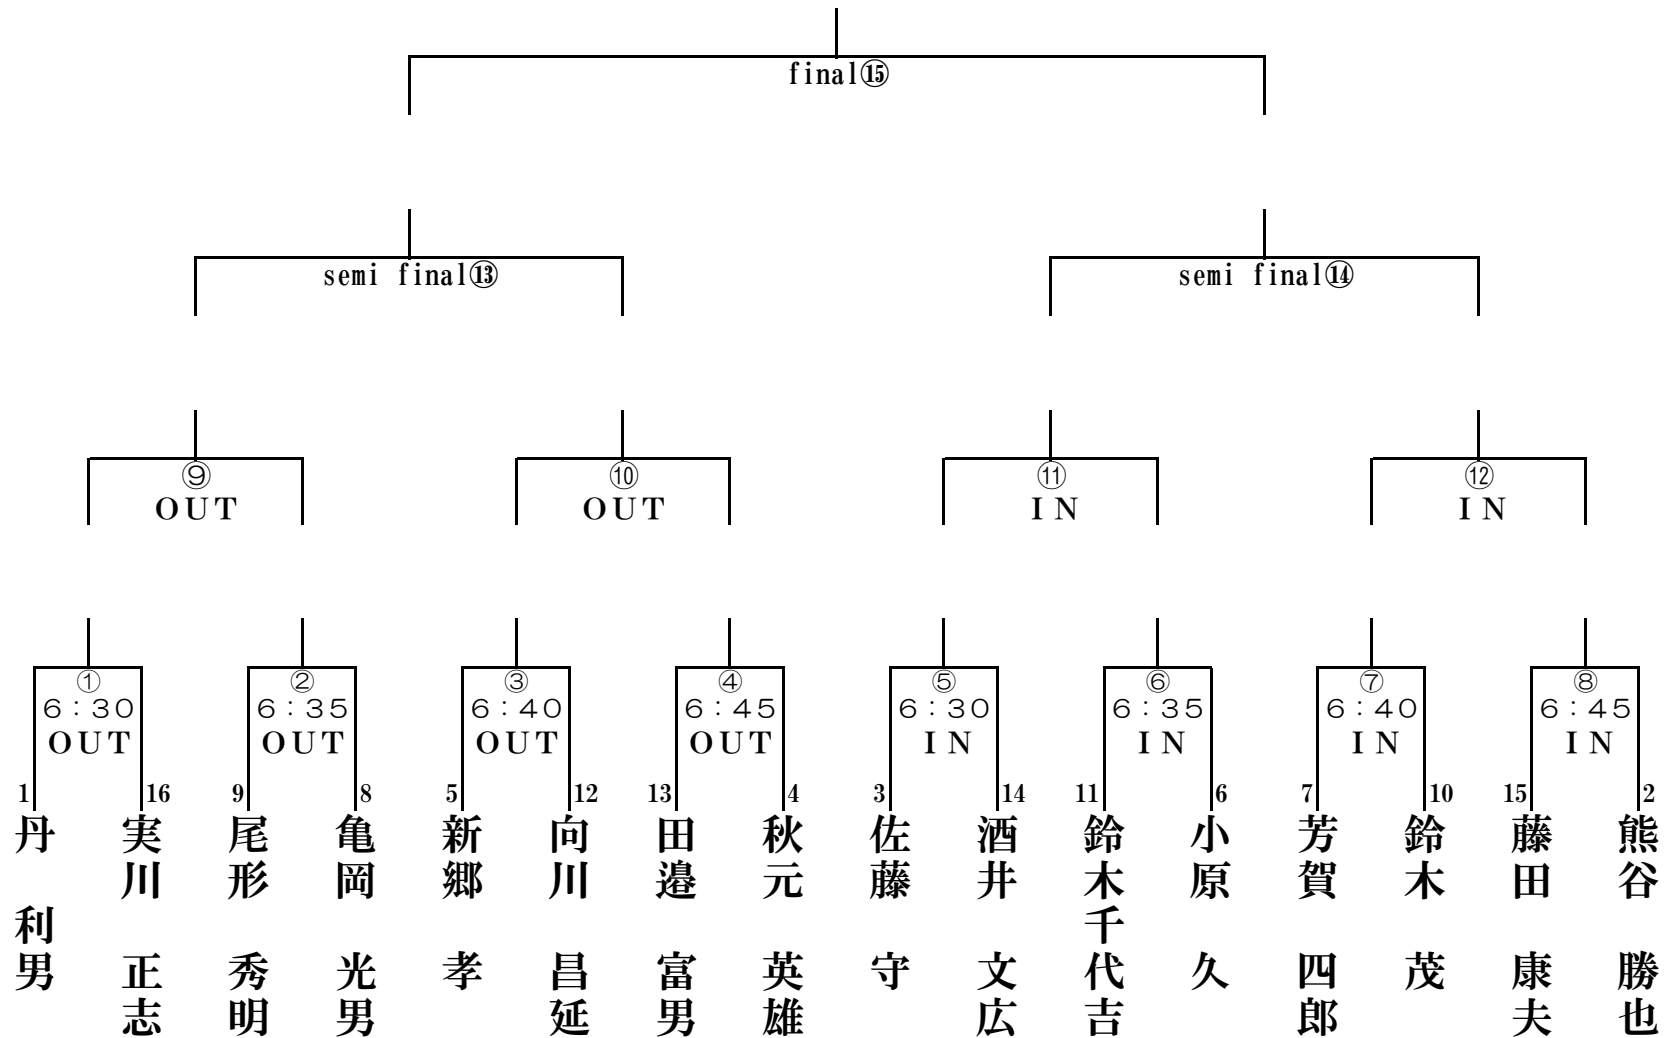 final⑮
semi final⑬
semi final⑭
⑨
OUT
⑩
OUT
⑪
IN
⑫
IN
①
6:30
OUT
②
6:35
OUT
③
6:40
OUT
④
6:45
OUT
⑤
6:30
IN
⑥
6:35
IN
⑦
6:40
IN
⑧
6:45
IN
1
丹 利男
16
実川 正志
9
尾形 秀明
8
亀岡 光男
5
新郷 孝
12
向川 昌延
13
田邉 富男
4
秋元 英雄
3
佐藤 守
14
酒井 文広
11
鈴木千代吉
6
小原 久
7
芳賀 四郎
10
鈴木 茂
15
藤田 康夫
2
熊谷 勝也